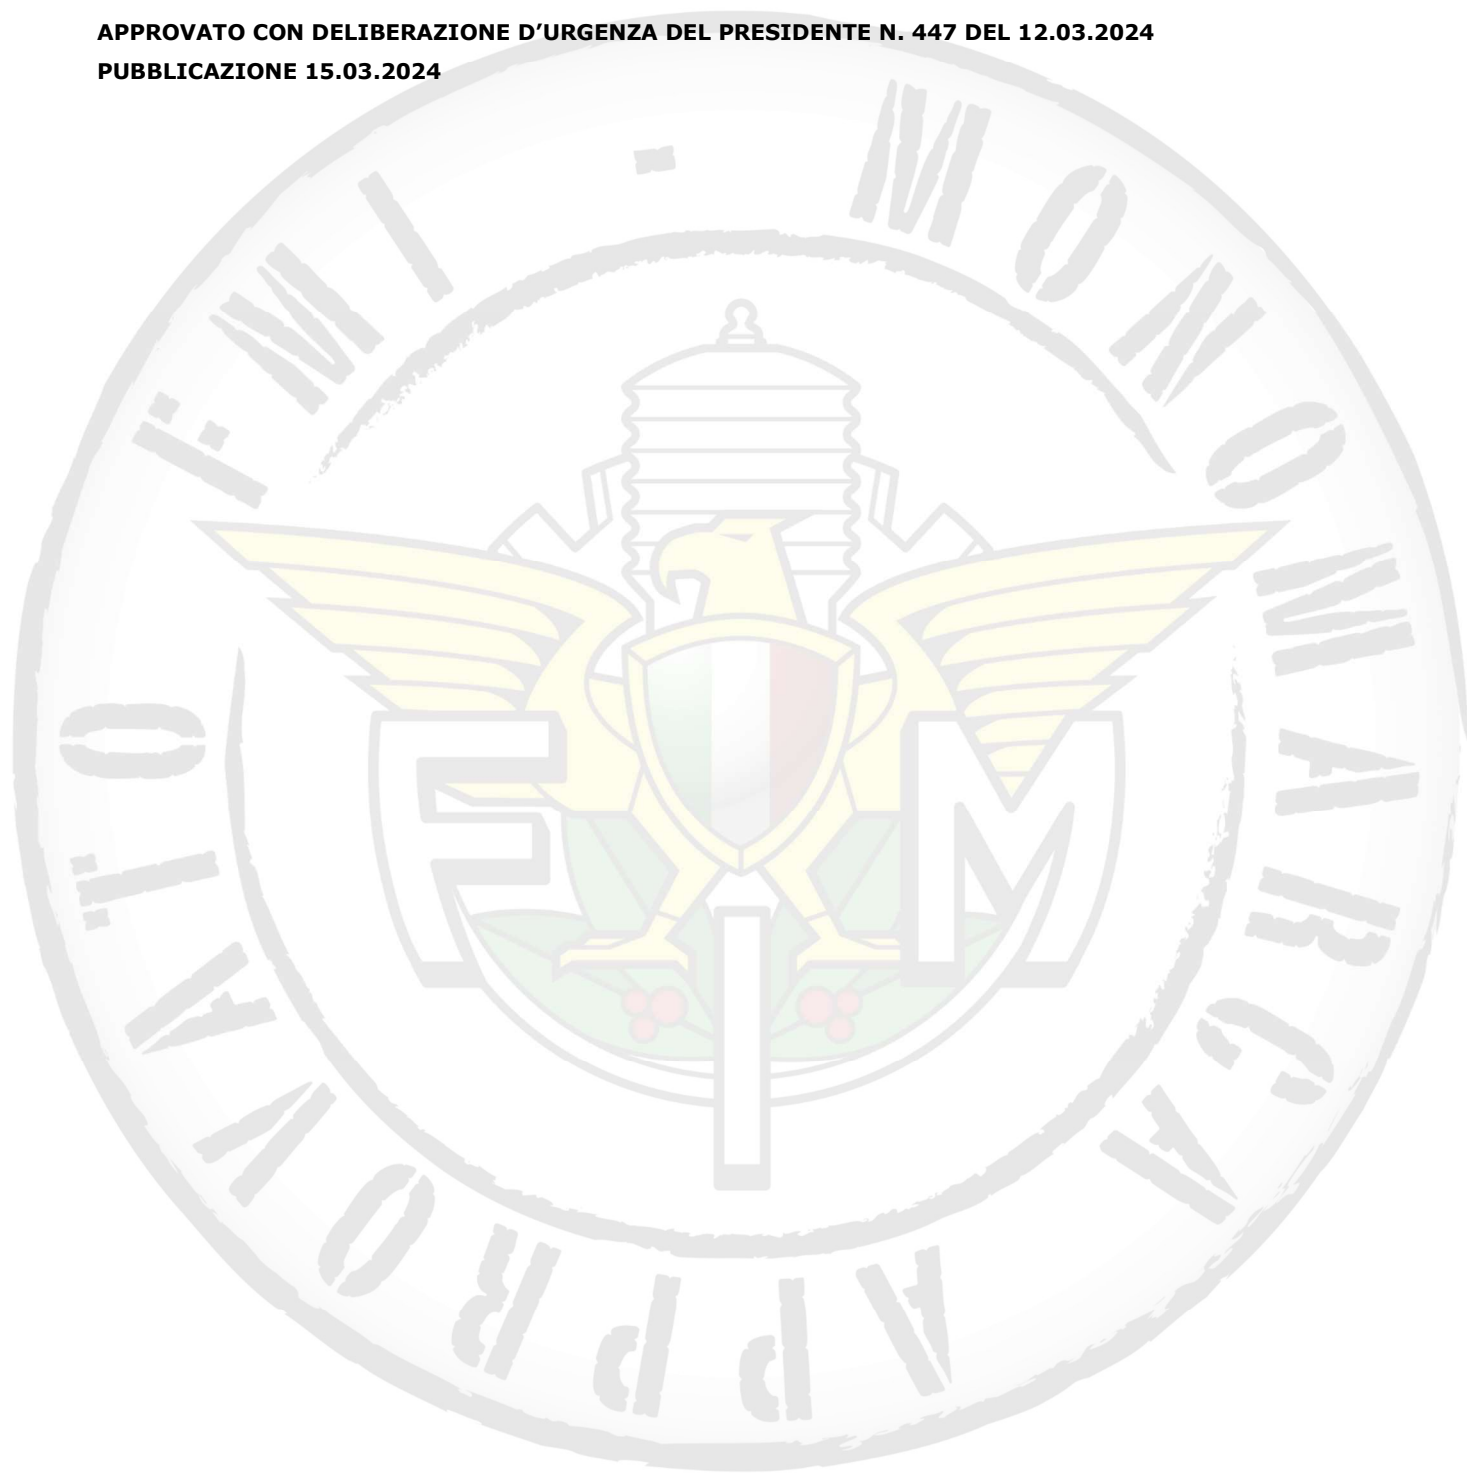 APPROVATO CON DELIBERAZIONE D’URGENZA DEL PRESIDENTE N. 447 DEL 12.03.2024
PUBBLICAZIONE 15.03.2024
FMI - MONOMARCA APPROVATO
FMI